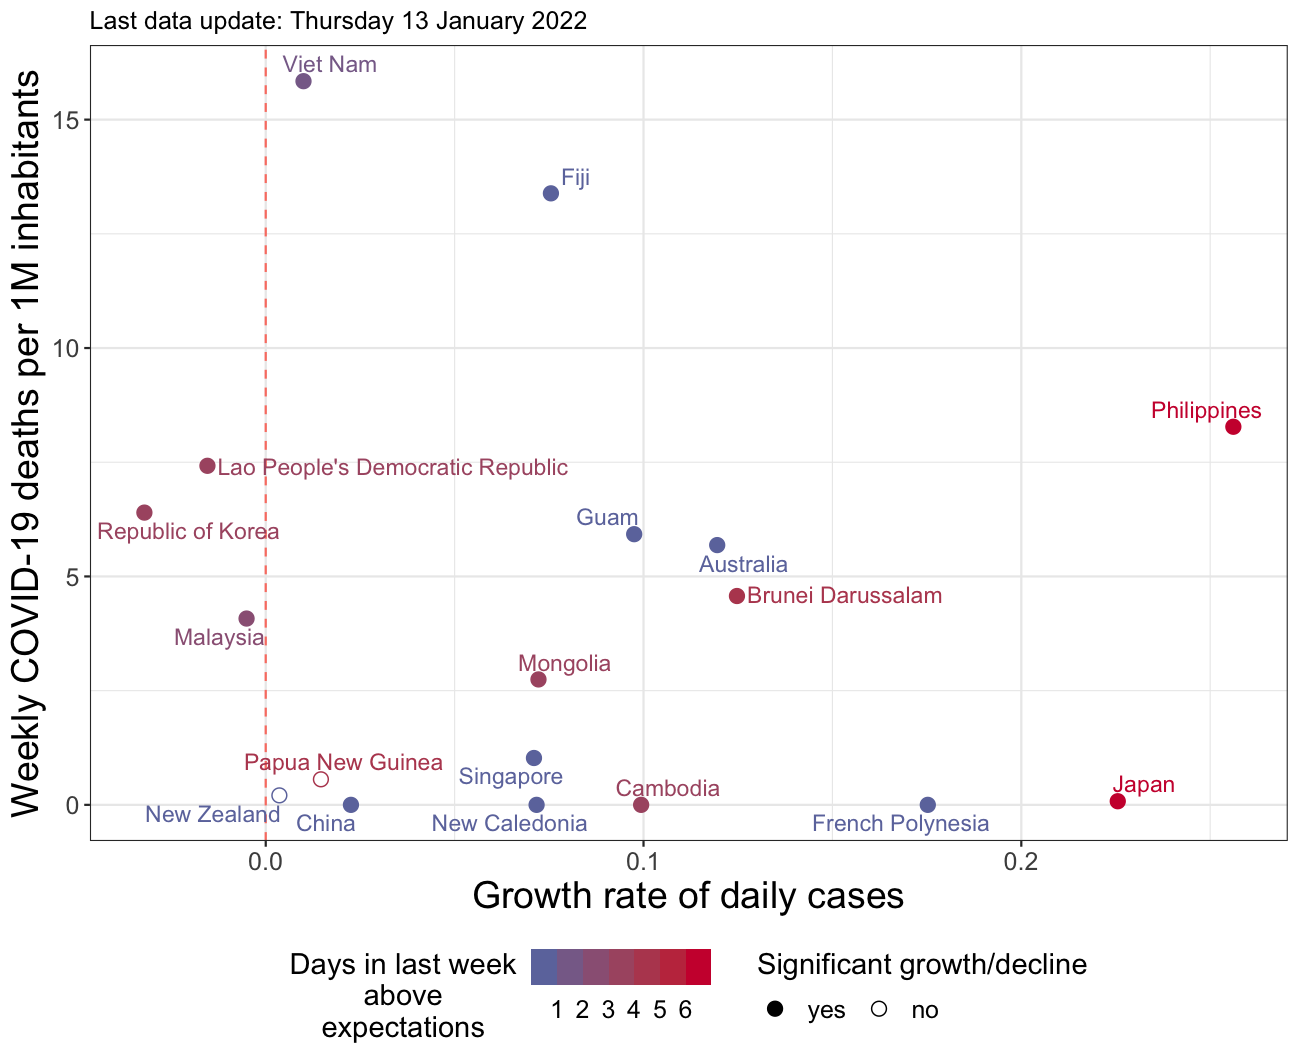 Last data update: Thursday 13 January 2022
Weekly COVID-19 deaths per 1M inhabitants
15
10
5
0
Viet Nam
Fiji
Philippines
Lao People's Democratic Republic
Republic of Korea
Guam
Australia
Brunei Darussalam
Malaysia
Mongolia
Papua New Guinea
Singapore
Cambodia
Japan
New Zealand
China
New Caledonia
French Polynesia
0.0
0.1
0.2
Growth rate of daily cases
Days in last week
above
expectations
1 2 3 4 5 6
Significant growth/decline
yes
no